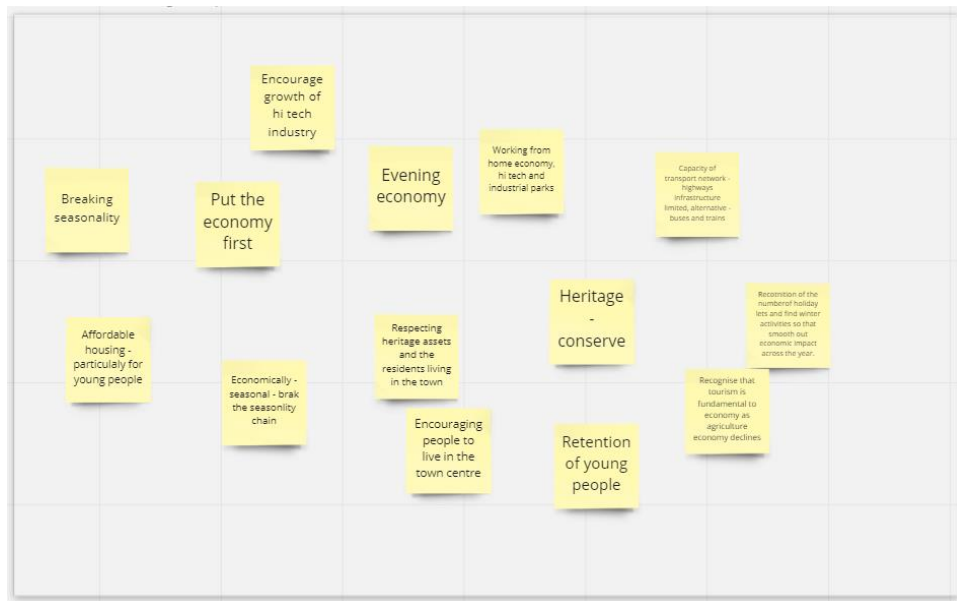 Encourage
growth of
hi tech
industry
Breaking
seasonality
Put the
economy
first
Evening
economy
Working from
home economy,
hi tech and
industrial parks
Capacity of
transport network -
highways
infrastructure
limited, alternative -
buses and trains
Affordable
housing -
particulaly for
young people
Economically -
seasonal - brak
the seasonlity
chain
Respecting
heritage assets
and the
residents living
in the town
Encouraging
people to
live in the
town centre
Heritage
-
conserve
Retention
of young
people
of the
numberof holiday
lets and find winter
activities so that
smooth out
economic impact
across the year.
Recognise that
tourism is
fundamental to
economy as
agriculture
economy declines